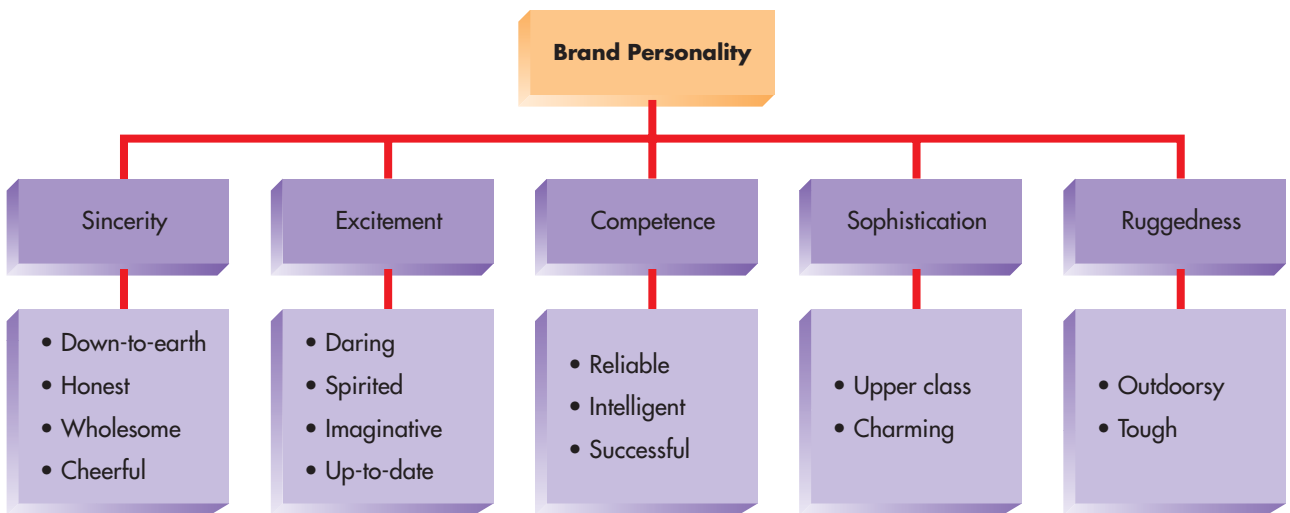 Brand Personality
Sincerity
Excitement
Competence
Sophistication
Ruggedness
• Down-to-earth
• Honest
• Wholesome
• Cheerful
• Daring
• Spirited
• Imaginative
• Up-to-date
• Reliable
• Intelligent
• Successful
• Upper class
• Charming
• Outdoorsy
• Tough